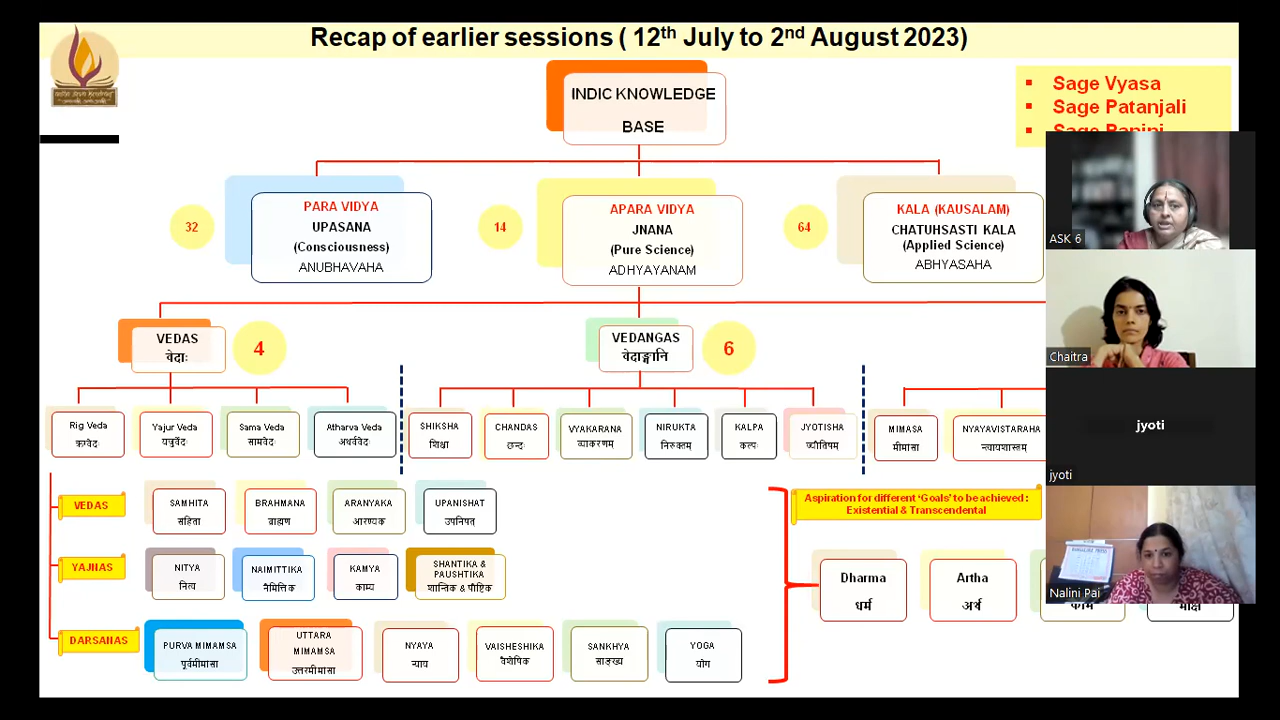 Recap of earlier sessions ( 12th July to 2nd August 2023)
▪ Sage Vyasa
▪ Sage Patanjali
▪ Sage Panini
INDIC KNOWLEDGE
BASE
32
PARA VIDYA
UPASANA
(Consciousness)
ANUBHAVAHA
14
APARA VIDYA
JNANA
(Pure Science)
ADHYAYANAM
64
KALA (KAUSALAM)
CHATUHSASTI KALA
(Applied Science)
ABHYASAHA
ASK 6
Chaitra
jyoti
jyoti
Nalini Pai
VEDAS
वेदाः
4
VEDANGAS
वेदाङ्गानि
6
Rig Veda
ऋग्वेदः
Yajur Veda
यजुर्वेदः
Sama Veda
सामवेदः
Atharva Veda
अथर्ववेदः
SHIKSHA
शिक्षा
CHANDAS
छन्दः
VYAKARANA
व्याकरणम्
NIRUKTA
निरुक्तम्
KALPA
कल्पः
JYOTISHA
ज्यौतिषम्
MIMASA
मीमांसा
NYAYAVISTARAHA
न्यायशास्त्रम्
VEDAS
SAMHITA
संहिता
BRAHMANA
ब्राह्मण
ARANYAKA
आरण्यक
UPANISHAT
उपनिषत्
YAJNAS
NITYA
नित्य
NAIMITTIKA
नैमित्तिक
KAMYA
काम्य
SHANTIKA &
PAUSHTIKA
शान्तिक & पौष्टिक
DARSANAS
PURVA MIMAMSA
पूर्वमीमांसा
UTTARA
MIMAMSA
उत्तरमीमांसा
NYAYA
न्याय
VAISHESHIKA
वैशेषिक
SANKHYA
साङ्ख्य
YOGA
योग
Aspiration for different ‘Goals’ to be achieved :
Existential & Transcendental
Dharma
धर्म
Artha
अर्थ
काम
मोक्ष